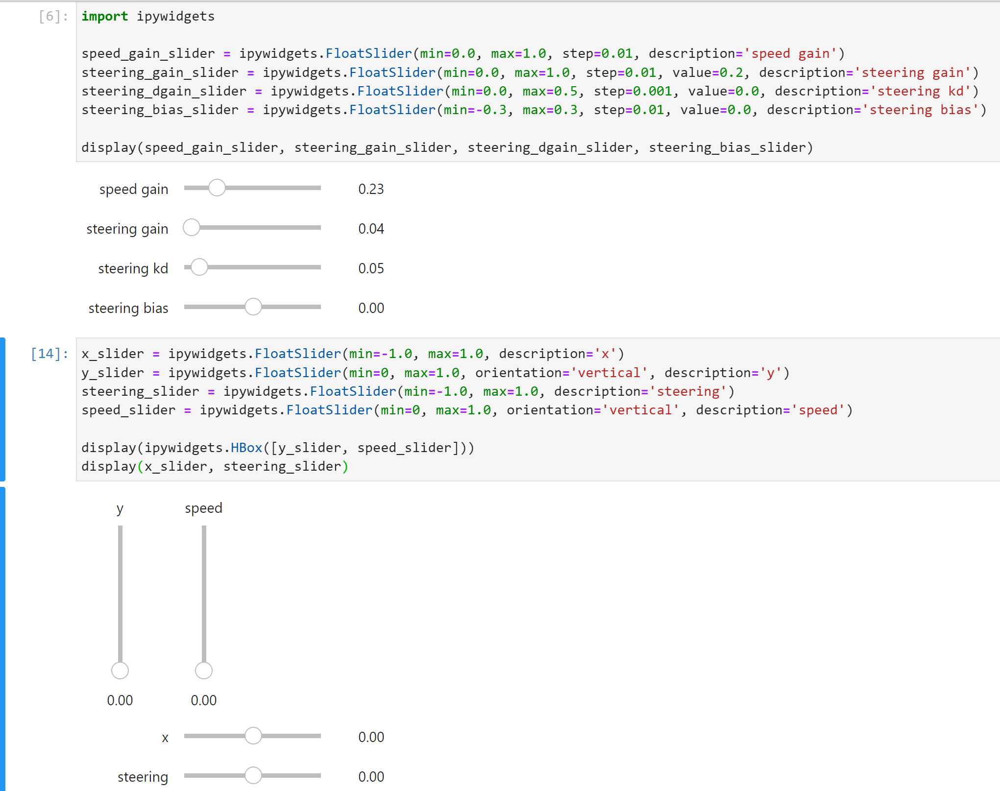 [6]: import ipywidgets
speed_gain_slider = ipywidgets.FloatSlider(min=0.0, max=1.0, step=0.01, description='speed gain')
steering_gain_slider = ipywidgets.FloatSlider(min=0.0, max=1.0, step=0.01, value=0.2, description='steering gain')
steering_dgain_slider = ipywidgets.FloatSlider(min=0.0, max=0.5, step=0.001, value=0.0, description='steering kd')
steering_bias_slider = ipywidgets.FloatSlider(min=-0.3, max=0.3, step=0.01, value=0.0, description='steering bias')
display(speed_gain_slider, steering_gain_slider, steering_dgain_slider, steering_bias_slider)
speed gain 0.23
steering gain 0.04
steering kd 0.05
steering bias 0.00
[14]: x_slider = ipywidgets.FloatSlider(min=-1.0, max=1.0, description='x')
y_slider = ipywidgets.FloatSlider(min=0, max=1.0, orientation='vertical', description='y')
steering_slider = ipywidgets.FloatSlider(min=-1.0, max=1.0, description='steering')
speed_slider = ipywidgets.FloatSlider(min=0, max=1.0, orientation='vertical', description='speed')
display(ipywidgets.HBox([y_slider, speed_slider]))
display(x_slider, steering_slider)
y speed
0.00 0.00
x 0.00
steering 0.00